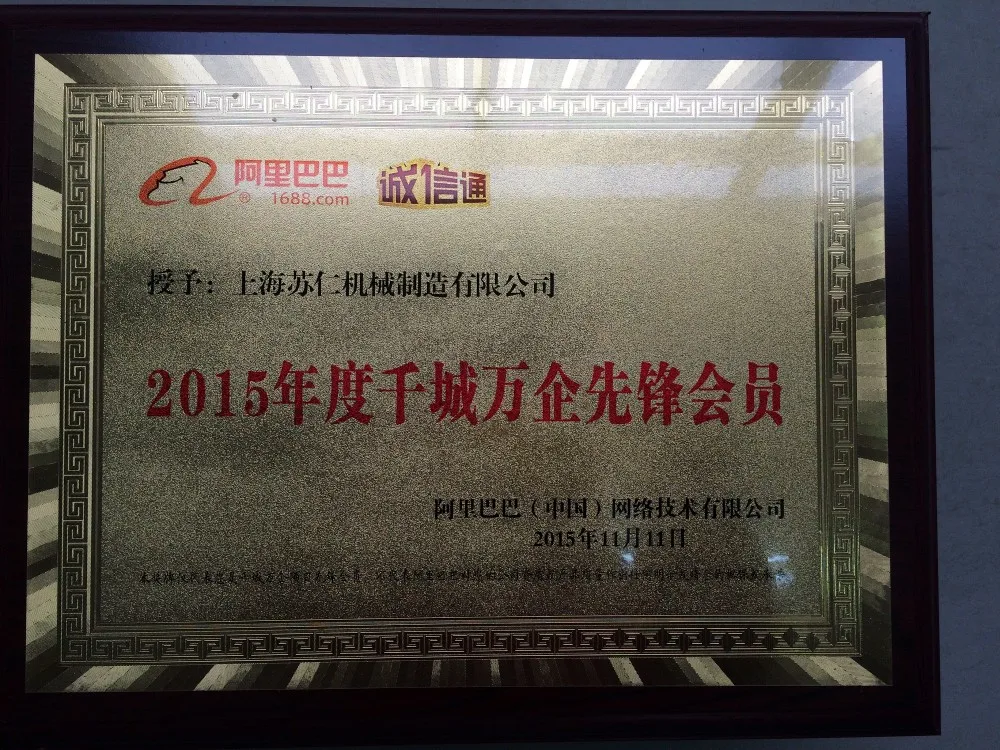 阿里巴巴
® 1688.com
诚信通
授予：上海苏仁机械制造有限公司
2015年度千城万企先锋会员
阿里巴巴（中国）网络技术有限公司
2015年11月11日